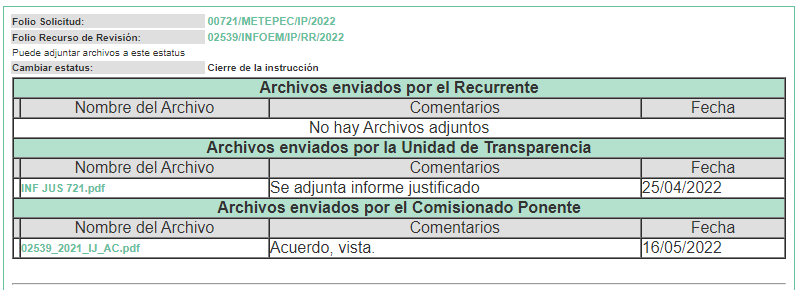 Folio Solicitud: 00721/METEPEC/IP/2022
Folio Recurso de Revisión: 02539/INFOEM/IP/RR/2022
Puede adjuntar archivos a este estatus
Cambiar estatus: Cierre de la instrucción
Archivos enviados por el Recurrente
Nombre del Archivo Comentarios Fecha
No hay Archivos adjuntos
Archivos enviados por la Unidad de Transparencia
Nombre del Archivo Comentarios Fecha
INF JUS 721.pdf Se adjunta informe justificado 25/04/2022
Archivos enviados por el Comisionado Ponente
Nombre del Archivo Comentarios Fecha
02539_2021_IJ_AC.pdf Acuerdo, vista. 16/05/2022